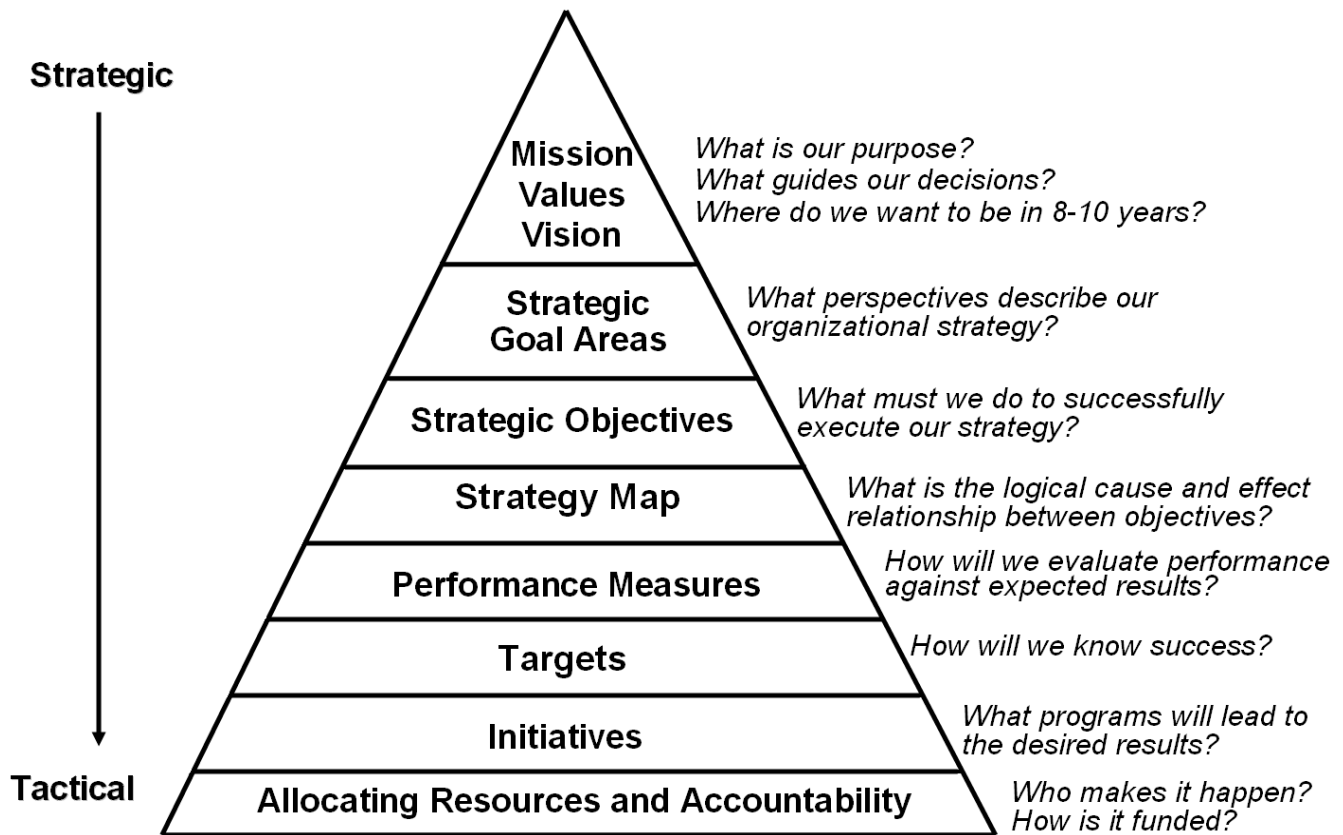 Strategic
Mission
Values
Vision
What is our purpose?
What guides our decisions?
Where do we want to be in 8-10 years?
Strategic
Goal Areas
What perspectives describe our
organizational strategy?
Strategic Objectives
What must we do to successfully
execute our strategy?
Strategy Map
What is the logical cause and effect
relationship between objectives?
Performance Measures
How will we evaluate performance
against expected results?
Targets
How will we know success?
Initiatives
What programs will lead to
the desired results?
Tactical
Allocating Resources and Accountability
Who makes it happen?
How is it funded?